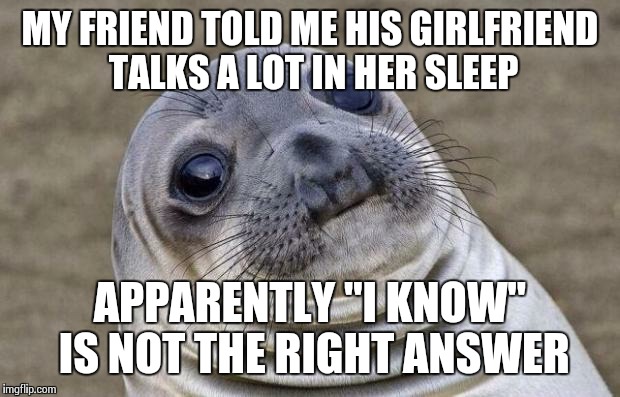 MY FRIEND TOLD ME HIS GIRLFRIEND
TALKS A LOT IN HER SLEEP
APPARENTLY "I KNOW"
IS NOT THE RIGHT ANSWER
imgflip.com